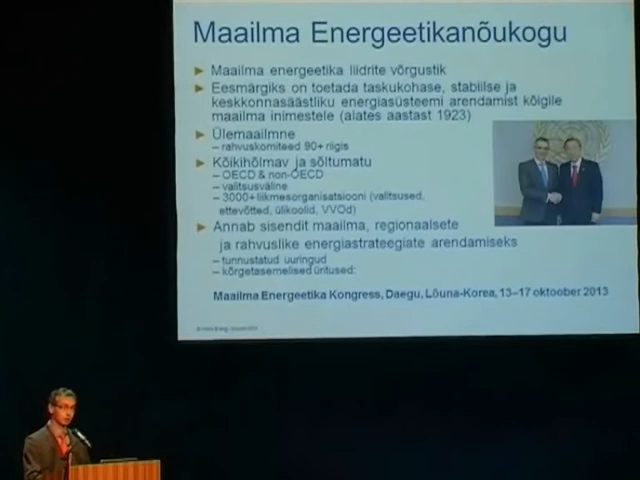 Maailma Energeetikanõukogu
Maailma energeetika liidrite võrgustik
Eesmärgiks on toetada taskukohase, stabiilse ja
keskkonnasäästliku energiasüsteemi arendamist kõigile
maailma inimestele (alates aastast 1923)
Ülemaailmne
– rahvuskomiteed 90+ riigis
Kõikihõlmav ja sõltumatu
– OECD & non-OECD
– valitsusväline
– 3000+ liikmesorganisatsiooni (valitsused,
ettevõtted, ülikoolid, VVOd)
Annab sisendit maailma, regionaalsete
ja rahvuslike energiastrateegiate arendamiseks
– tunnustatud uuringud
– kõrgetasemelised üritused:
Maailma Energeetika Kongress, Daegu, Lõuna-Korea, 13–17 oktoober 2013